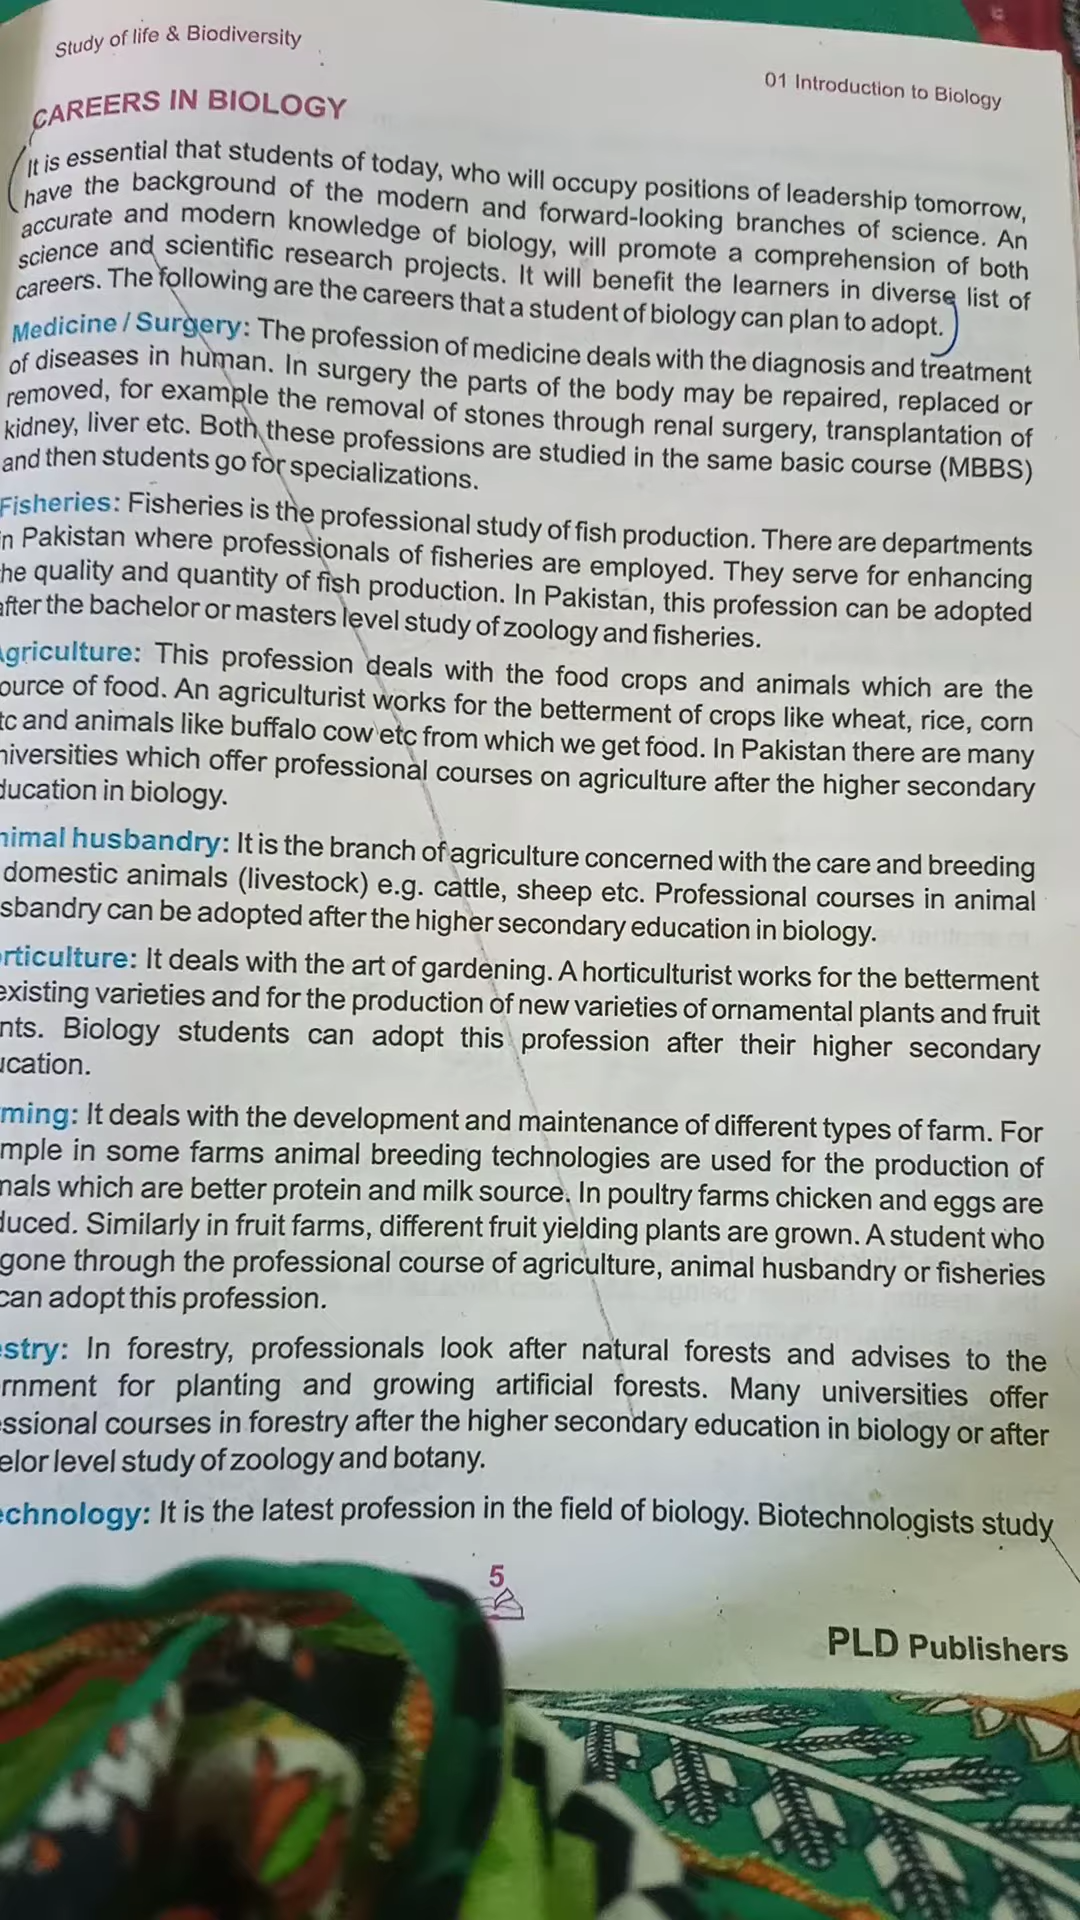 Study of life & Biodiversity
01 Introduction to Biology
CAREERS IN BIOLOGY
It is essential that students of today, who will occupy positions of leadership tomorrow,
have the background of the modern and forward-looking branches of science. An
accurate and modern knowledge of biology, will promote a comprehension of both
science and scientific research projects. It will benefit the learners in diverse list of
careers. The following are the careers that a student of biology can plan to adopt.
Medicine / Surgery: The profession of medicine deals with the diagnosis and treatment
of diseases in human. In surgery the parts of the body may be repaired, replaced or
removed, for example the removal of stones through renal surgery, transplantation of
kidney, liver etc. Both these professions are studied in the same basic course (MBBS)
and then students go for specializations.
Fisheries: Fisheries is the professional study of fish production. There are departments
in Pakistan where professionals of fisheries are employed. They serve for enhancing
he quality and quantity of fish production. In Pakistan, this profession can be adopted
after the bachelor or masters level study of zoology and fisheries.
griculture: This profession deals with the food crops and animals which are the
ource of food. An agriculturist works for the betterment of crops like wheat, rice, corn
tc and animals like buffalo cow etc from which we get food. In Pakistan there are many
niversities which offer professional courses on agriculture after the higher secondary
ducation in biology.
nimal husbandry: It is the branch of agriculture concerned with the care and breeding
domestic animals (livestock) e.g. cattle, sheep etc. Professional courses in animal
sbandry can be adopted after the higher secondary education in biology.
rticulture: It deals with the art of gardening. A horticulturist works for the betterment
existing varieties and for the production of new varieties of ornamental plants and fruit
nts. Biology students can adopt this profession after their higher secondary
ucation.
ming: It deals with the development and maintenance of different types of farm. For
mple in some farms animal breeding technologies are used for the production of
mals which are better protein and milk source. In poultry farms chicken and eggs are
duced. Similarly in fruit farms, different fruit yielding plants are grown. A student who
gone through the professional course of agriculture, animal husbandry or fisheries
can adopt this profession.
estry: In forestry, professionals look after natural forests and advises to the
rnment for planting and growing artificial forests. Many universities offer
essional courses in forestry after the higher secondary education in biology or after
elor level study of zoology and botany.
echnology: It is the latest profession in the field of biology. Biotechnologists study
5
PLD Publishers